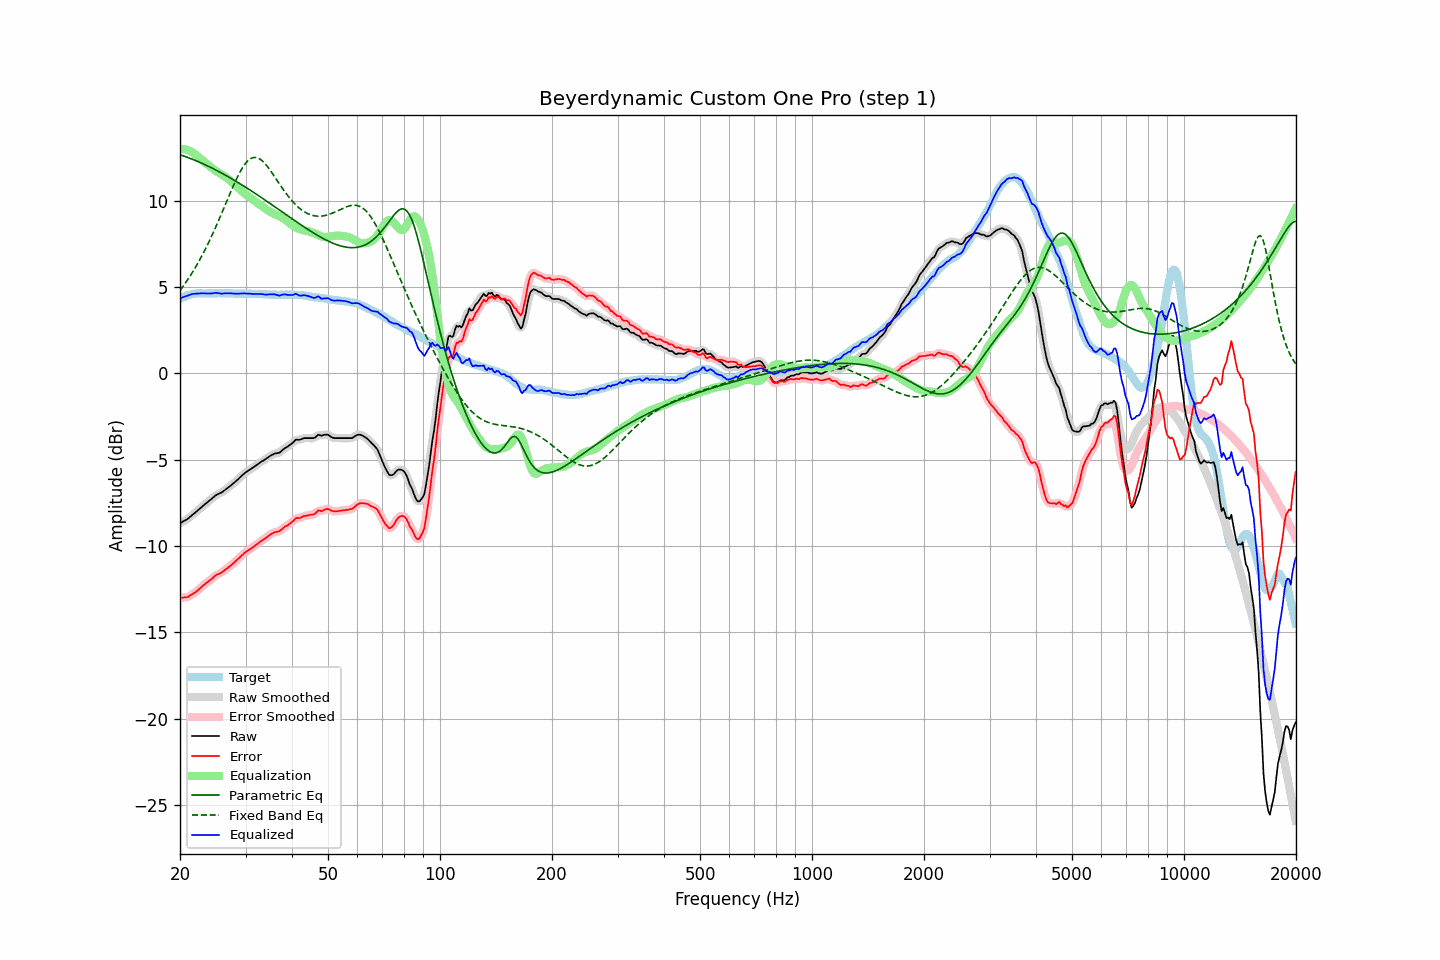 Beyerdynamic Custom One Pro (step 1)
Amplitude (dBr)
10
5
0
−5
−10
−15
−20
−25
Target
Raw Smoothed
Error Smoothed
Raw
Error
Equalization
Parametric Eq
Fixed Band Eq
Equalized
20 50 100 200 500 1000 2000 5000 10000 20000
Frequency (Hz)